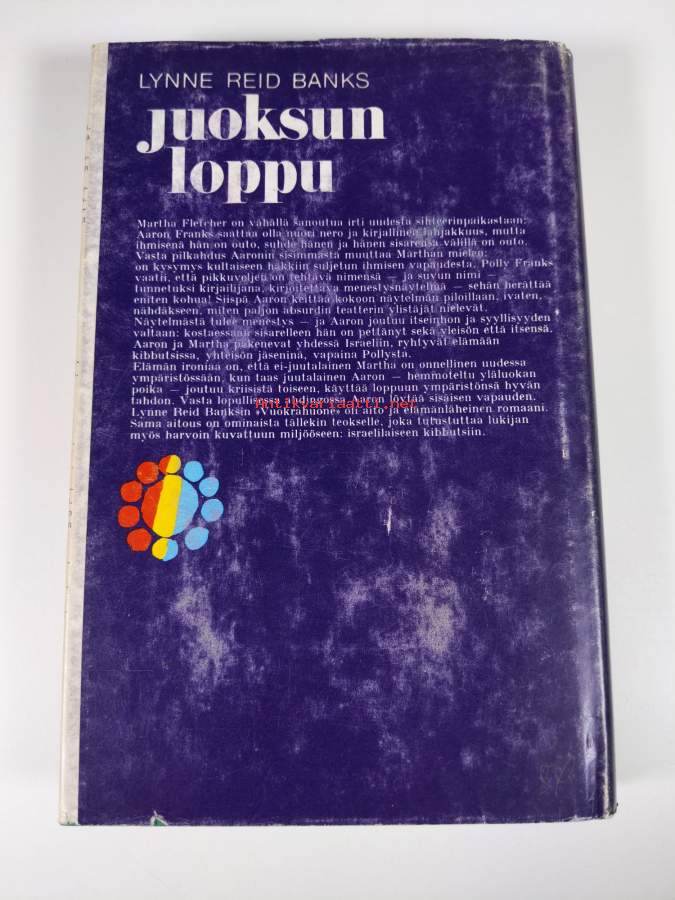 LYNNE REID BANKS
Juoksun
loppu
Martha Fletcher on vähällä sanoutua irti uudesta sihteerinpaikastaan:
Aaron Franks saattaa olla nuori nero ja kirjallinen lahjakkuus, mutta
ihmisenä hän on outo, suhde hänen ja hänen sisarensa välillä on outo.
Vasta pilkahdus Aaronin sisimmästä muuttaa Marthan mielen:
on kysymys kultaiseen häkkiin suljetun ihmisen vapaudesta. Polly Franks
vaatii, että pikkuveljen on tehtävä nimensä — ja suvun nimi —
tunnetuksi kirjailijana, kirjoitettava menestysnäytelmä — sehän herättää
eniten kohua! Siispä Aaron keittää kokoon näytelmän piloillaan, ivaten,
nähdäkseen, miten paljon absurdin teatterin ylistäjät nielevät.
Näytelmästä tulee menestys — ja Aaron joutuu itseinhon ja syyllisyyden
valtaan: kostaessaan sisarelleen hän on pettänyt sekä yleisön että itsensä.
Aaron ja Martha pakenevat yhdessä Israeliin, ryhtyvät elämään
kibbutsissa, yhteisön jäseninä, vapaina Pollysta.
Elämän ironiaa on, että ei-juutalainen Martha on onnellinen uudessa
ympäristössään, kun taas juutalainen Aaron — hemmoteltu yläluokan
poika — joutuu kriisistä toiseen, käyttää loppuun ympäristönsä hyvän
tahdon. Vasta lopullisessa ahdingossa Aaron löytää sisäisen vapauden.
Lynne Reid Banksin »Vuokrahuone» oli aito ja elämänläheinen romaani.
Sama aitous on ominaista tällekin teokselle, joka tutustuttaa lukijan
myös harvoin kuvattuun miljööseen: israelilaiseen kibbutsiin.
Antikvariaatti.net